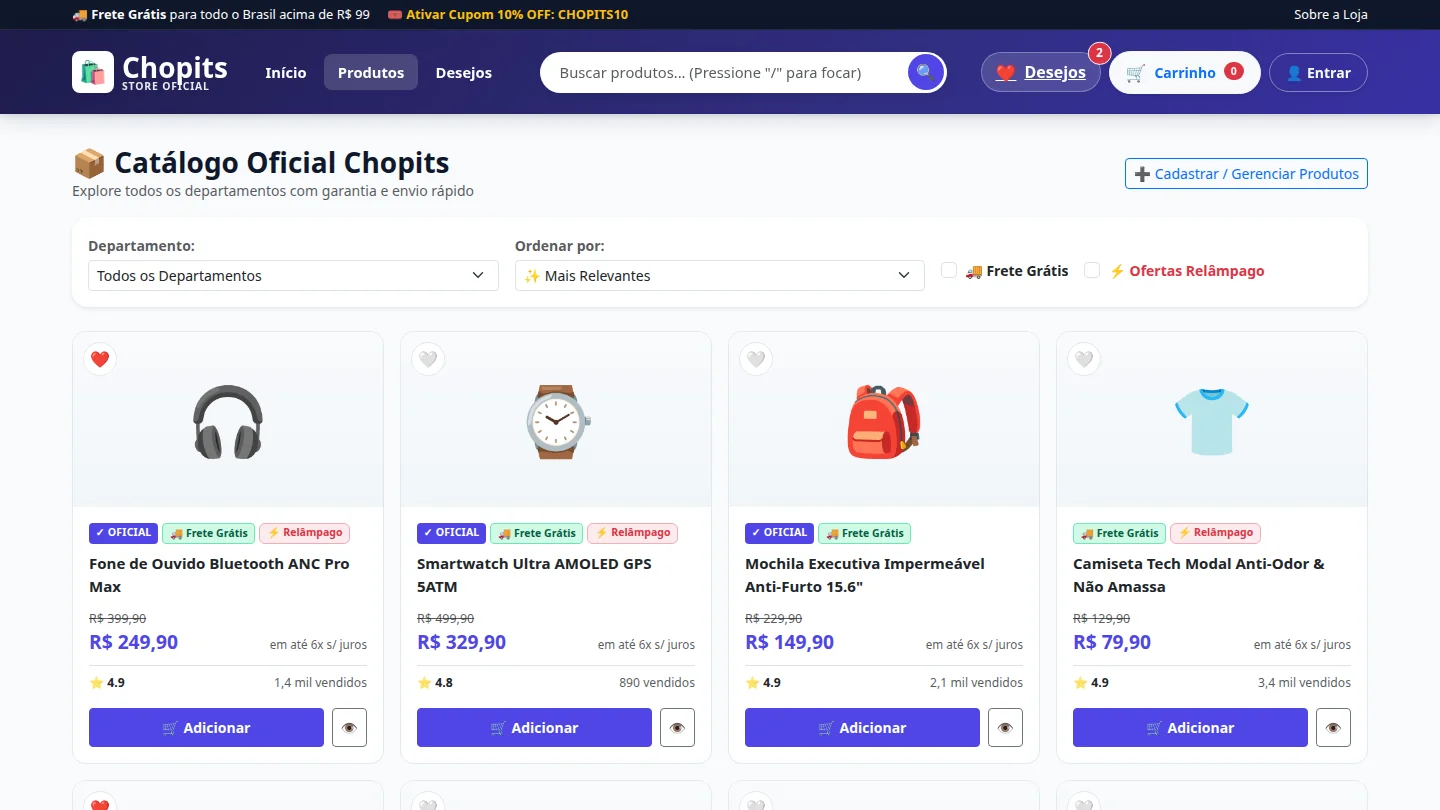 🚚 Frete Grátis para todo o Brasil acima de R$ 99 🎟️ Ativar Cupom 10% OFF: CHOPITS10 Sobre a Loja
Chopits
STORE OFICIAL
Início Produtos Desejos
Buscar produtos... (Pressione "/" para focar) 🔍
❤️ Desejos 2
🛒 Carrinho 0
👤 Entrar
📦 Catálogo Oficial Chopits
Explore todos os departamentos com garantia e envio rápido
➕ Cadastrar / Gerenciar Produtos
Departamento:
Todos os Departamentos
Ordenar por:
✨ Mais Relevantes
🚚 Frete Grátis
⚡ Ofertas Relâmpago
✓ OFICIAL 🚚 Frete Grátis ⚡ Relâmpago
Fone de Ouvido Bluetooth ANC Pro
Max
R$ 399,90
R$ 249,90 em até 6x s/ juros
⭐ 4.9 1,4 mil vendidos
🛒 Adicionar
✓ OFICIAL 🚚 Frete Grátis ⚡ Relâmpago
Smartwatch Ultra AMOLED GPS
5ATM
R$ 499,90
R$ 329,90 em até 6x s/ juros
⭐ 4.8 890 vendidos
🛒 Adicionar
✓ OFICIAL 🚚 Frete Grátis
Mochila Executiva Impermeável
Anti-Furto 15.6"
R$ 229,90
R$ 149,90 em até 6x s/ juros
⭐ 4.9 2,1 mil vendidos
🛒 Adicionar
🚚 Frete Grátis ⚡ Relâmpago
Camiseta Tech Modal Anti-Odor &
Não Amassa
R$ 129,90
R$ 79,90 em até 6x s/ juros
⭐ 4.9 3,4 mil vendidos
🛒 Adicionar